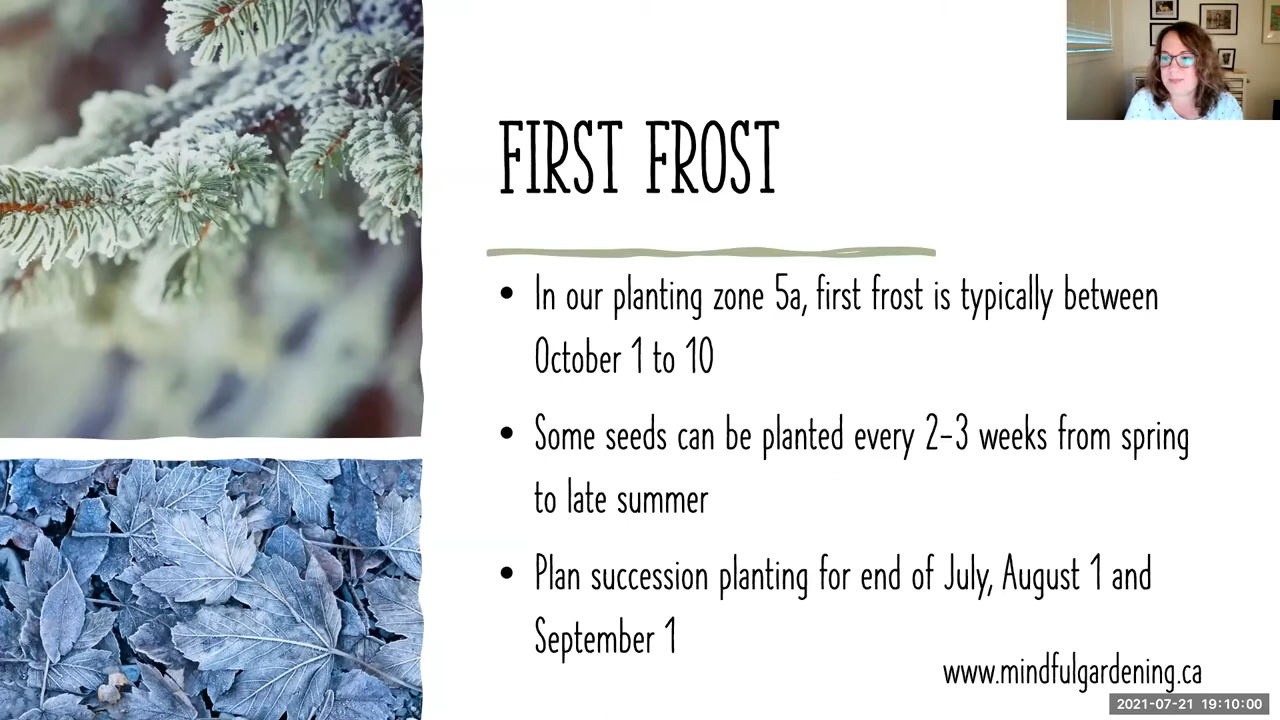 FIRST FROST
• In our planting zone 5a, first frost is typically between
October 1 to 10
• Some seeds can be planted every 2-3 weeks from spring
to late summer
• Plan succession planting for end of July, August 1 and
September 1
www.mindfulgardening.ca
2021-07-21 19:10:00